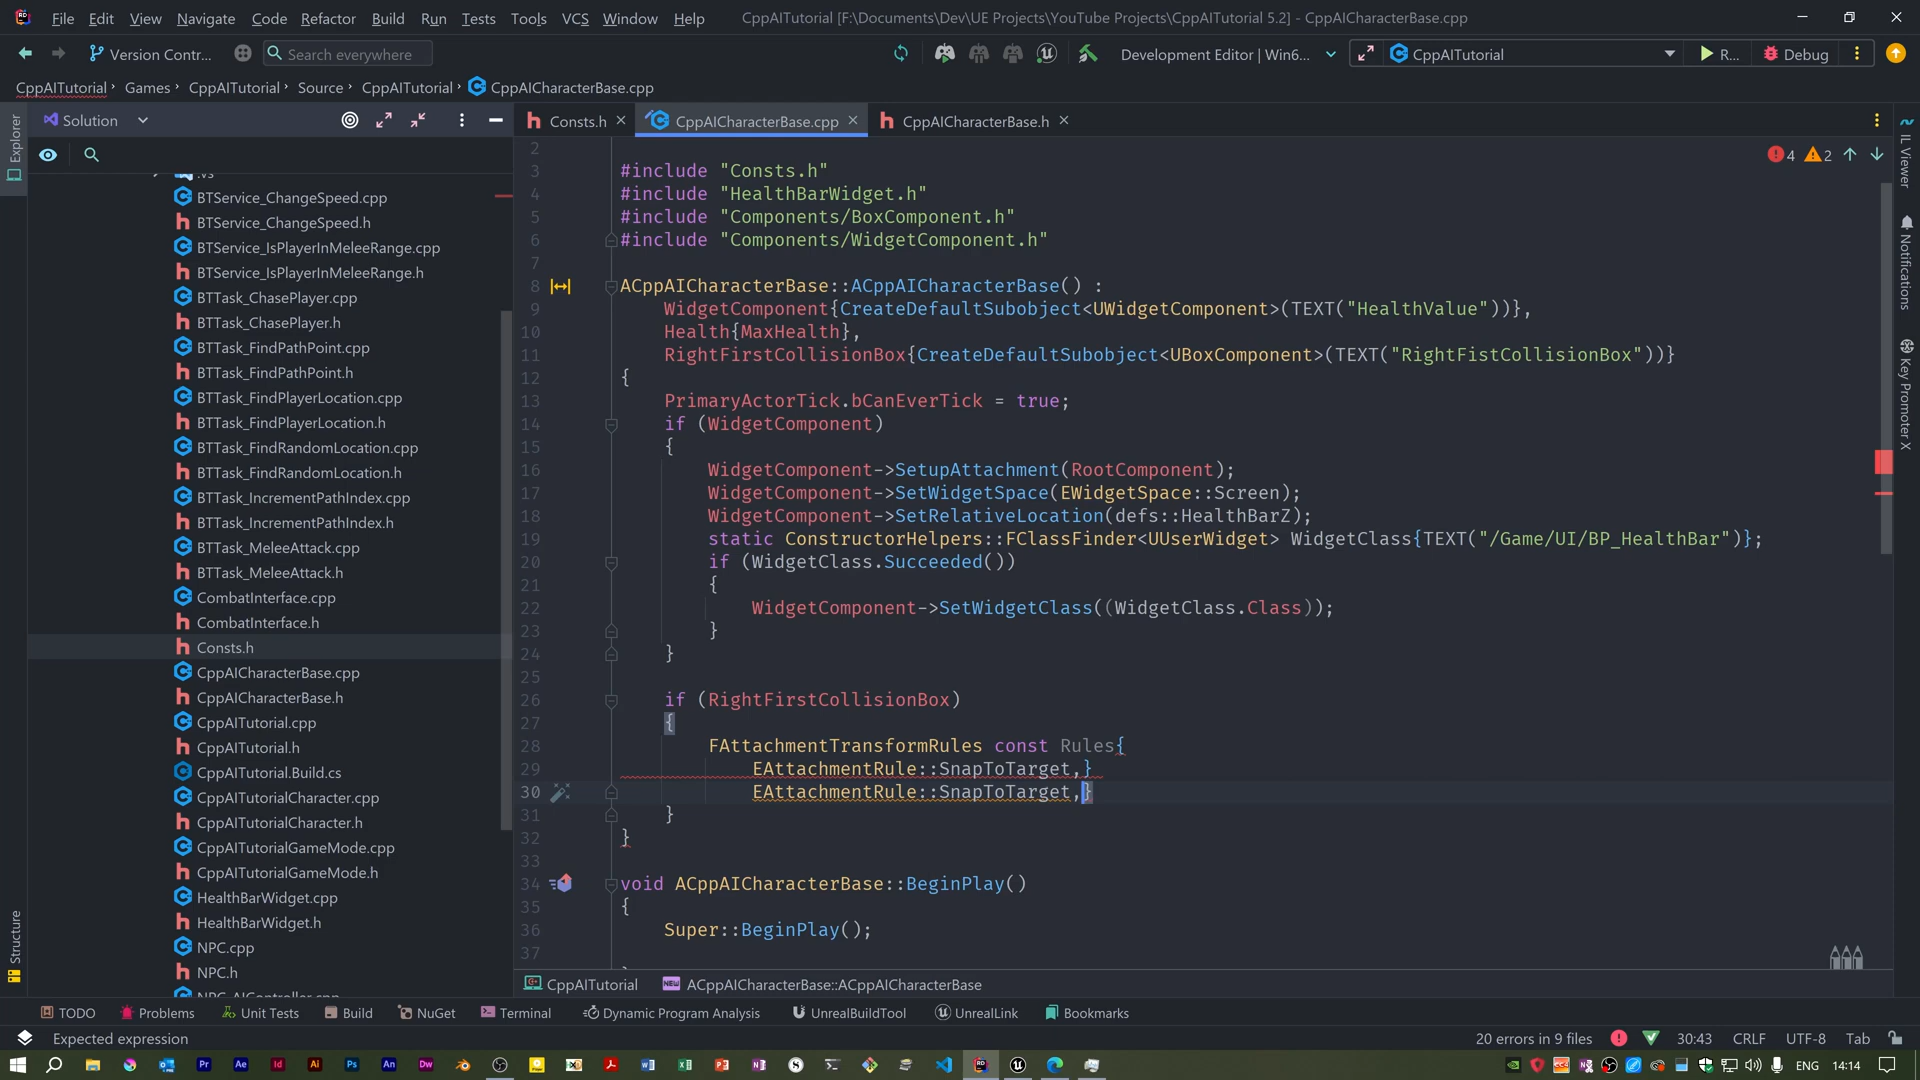 File Edit View Navigate Code Refactor Build Run Tests Tools VCS Window Help CppAITutorial [F:\Documents\Dev\UE Projects\YouTube Projects\CppAITutorial 5.2] - CppAICharacterBase.cpp
Version Contr... Search everywhere Development Editor | Win6... CppAITutorial R... Debug
CppAITutorial Games CppAITutorial Source CppAITutorial CppAICharacterBase.cpp
Solution
Consts.h CppAICharacterBase.cpp CppAICharacterBase.h
Explorer
Structure
.vs
BTService_ChangeSpeed.cpp
BTService_ChangeSpeed.h
BTService_IsPlayerInMeleeRange.cpp
BTService_IsPlayerInMeleeRange.h
BTTask_ChasePlayer.cpp
BTTask_ChasePlayer.h
BTTask_FindPathPoint.cpp
BTTask_FindPathPoint.h
BTTask_FindPlayerLocation.cpp
BTTask_FindPlayerLocation.h
BTTask_FindRandomLocation.cpp
BTTask_FindRandomLocation.h
BTTask_IncrementPathIndex.cpp
BTTask_IncrementPathIndex.h
BTTask_MeleeAttack.cpp
BTTask_MeleeAttack.h
CombatInterface.cpp
CombatInterface.h
Consts.h
CppAICharacterBase.cpp
CppAICharacterBase.h
CppAITutorial.cpp
CppAITutorial.h
CppAITutorial.Build.cs
CppAITutorialCharacter.cpp
CppAITutorialCharacter.h
CppAITutorialGameMode.cpp
CppAITutorialGameMode.h
HealthBarWidget.cpp
HealthBarWidget.h
NPC.cpp
NPC.h
NPC_AIController.cpp
4 2
2
3 #include "Consts.h"
4 #include "HealthBarWidget.h"
5 #include "Components/BoxComponent.h"
6 #include "Components/WidgetComponent.h"
7
8 ACppAICharacterBase::ACppAICharacterBase() :
9 WidgetComponent{CreateDefaultSubobject<UWidgetComponent>(TEXT("HealthValue"))},
10 Health{MaxHealth},
11 RightFirstCollisionBox{CreateDefaultSubobject<UBoxComponent>(TEXT("RightFistCollisionBox"))}
12 {
13 PrimaryActorTick.bCanEverTick = true;
14 if (WidgetComponent)
15 {
16 WidgetComponent->SetupAttachment(RootComponent);
17 WidgetComponent->SetWidgetSpace(EWidgetSpace::Screen);
18 WidgetComponent->SetRelativeLocation(defs::HealthBarZ);
19 static ConstructorHelpers::FClassFinder<UUserWidget> WidgetClass{TEXT("/Game/UI/BP_HealthBar")};
20 if (WidgetClass.Succeeded())
21 {
22 WidgetComponent->SetWidgetClass((WidgetClass.Class));
23 }
24 }
25
26 if (RightFirstCollisionBox)
27 {
28 FAttachmentTransformRules const Rules{
29 EAttachmentRule::SnapToTarget,}
30 EAttachmentRule::SnapToTarget,}
31 }
32 }
33
34 void ACppAICharacterBase::BeginPlay()
35 {
36 Super::BeginPlay();
37
IL Viewer
Notifications
Key Promoter X
CppAITutorial NEW ACppAICharacterBase::ACppAICharacterBase
TODO Problems Unit Tests Build NuGet Terminal Dynamic Program Analysis UnrealBuildTool UnrealLink Bookmarks
Expected expression 20 errors in 9 files 30:43 CRLF UTF-8 Tab
ENG 14:14